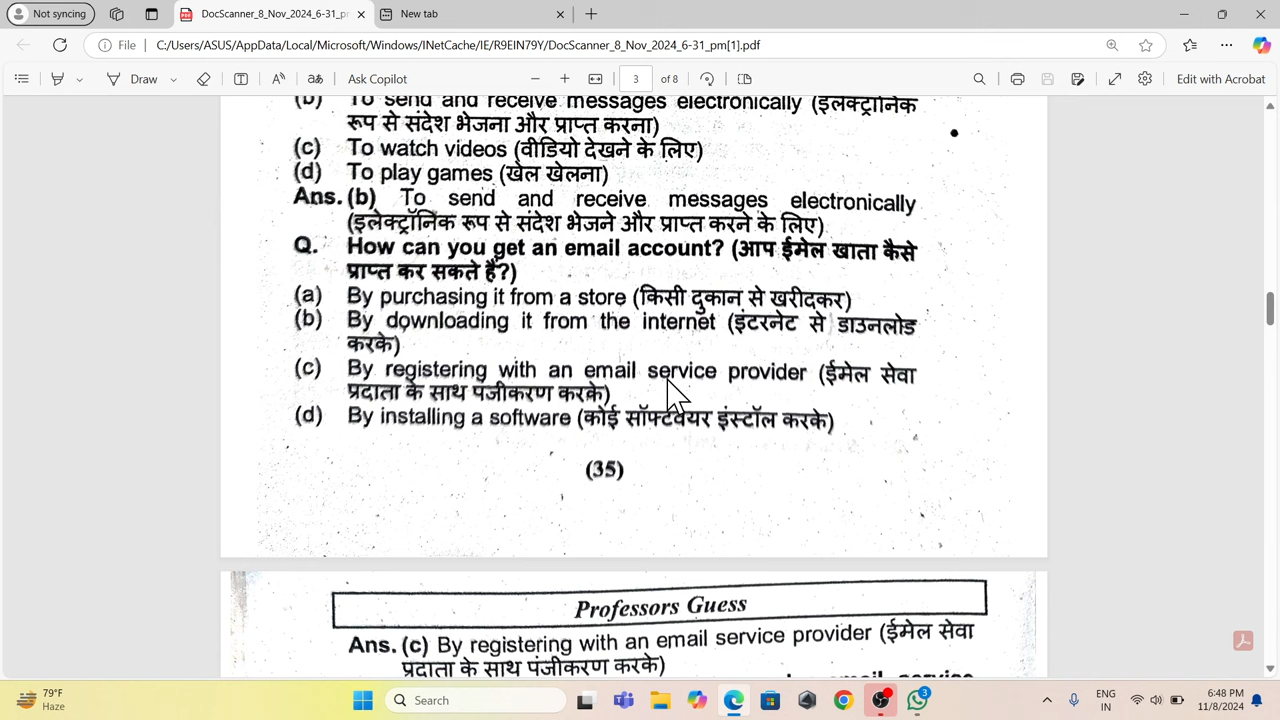 Not syncing
DocScanner_8_Nov_2024_6-31_pr
New tab
File
C:/Users/ASUS/AppData/Local/Microsoft/Windows/INetCache/IE/R9EIN79Y/DocScanner_8_Nov_2024_6-31_pm[1].pdf
Draw
Ask Copilot
3 of 8
Edit with Acrobat
(b) To send and receive messages electronically (इलेक्ट्रॉनिक
रूप से संदेश भेजना और प्राप्त करना)
(c) To watch videos (वीडियो देखने के लिए)
(d) To play games (खेल खेलना)
Ans. (b) To send and receive messages electronically
(इलेक्ट्रॉनिक रूप से संदेश भेजने और प्राप्त करने के लिए)
Q. How can you get an email account? (आप ईमेल खाता कैसे
प्राप्त कर सकते हैं?)
(a) By purchasing it from a store (किसी दुकान से खरीदकर)
(b) By downloading it from the internet (इंटरनेट से डाउनलोड
करके)
(c) By registering with an email service provider (ईमेल सेवा
प्रदाता के साथ पंजीकरण करके)
(d) By installing a software (कोई सॉफ्टवेयर इंस्टॉल करके)
(35)
Professors Guess
Ans. (c) By registering with an email service provider (ईमेल सेवा
प्रदाता के साथ पंजीकरण करके)
email service
79°F
Haze
Search
3
ENG
IN
6:48 PM
11/8/2024